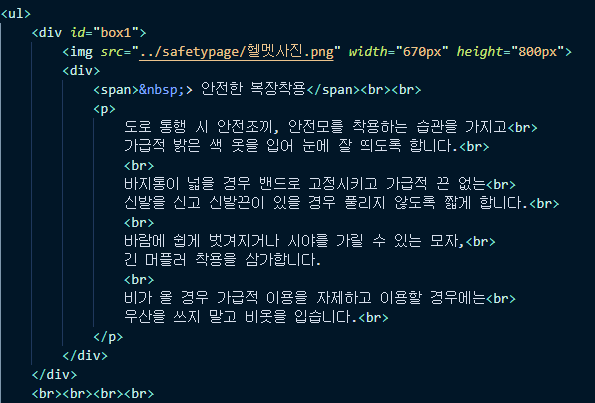 <ul>
<div id="box1">
<img src="../safetypage/헬멧사진.png" width="670px" height="800px">
<div>
<span>&nbsp;> 안전한 복장착용</span><br><br>
<p>
도로 통행 시 안전조끼, 안전모를 착용하는 습관을 가지고<br>
가급적 밝은 색 옷을 입어 눈에 잘 띄도록 합니다.<br>
<br>
바지통이 넓을 경우 밴드로 고정시키고 가급적 끈 없는<br>
신발을 신고 신발끈이 있을 경우 풀리지 않도록 짧게 합니다.<br>
<br>
바람에 쉽게 벗겨지거나 시야를 가릴 수 있는 모자,<br>
긴 머플러 착용을 삼가합니다.
<br>
비가 올 경우 가급적 이용을 자제하고 이용할 경우에는<br>
우산을 쓰지 말고 비옷을 입습니다.<br>
</p>
</div>
</div>
<br><br><br><br>